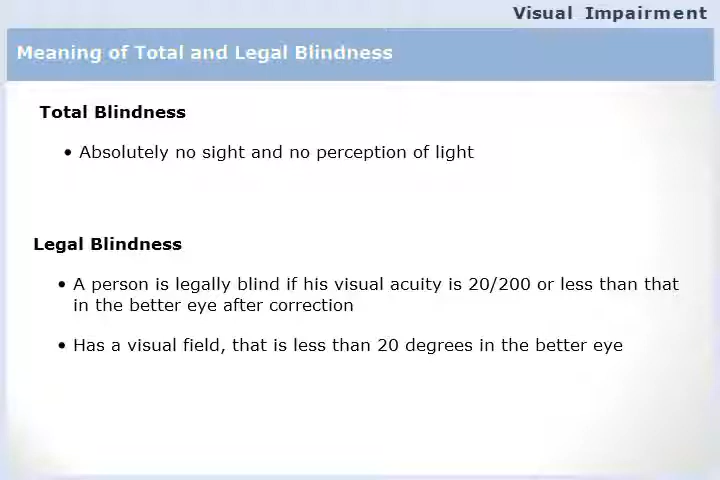 Visual Impairment
Meaning of Total and Legal Blindness
Total Blindness
• Absolutely no sight and no perception of light
Legal Blindness
• A person is legally blind if his visual acuity is 20/200 or less than that
in the better eye after correction
• Has a visual field, that is less than 20 degrees in the better eye